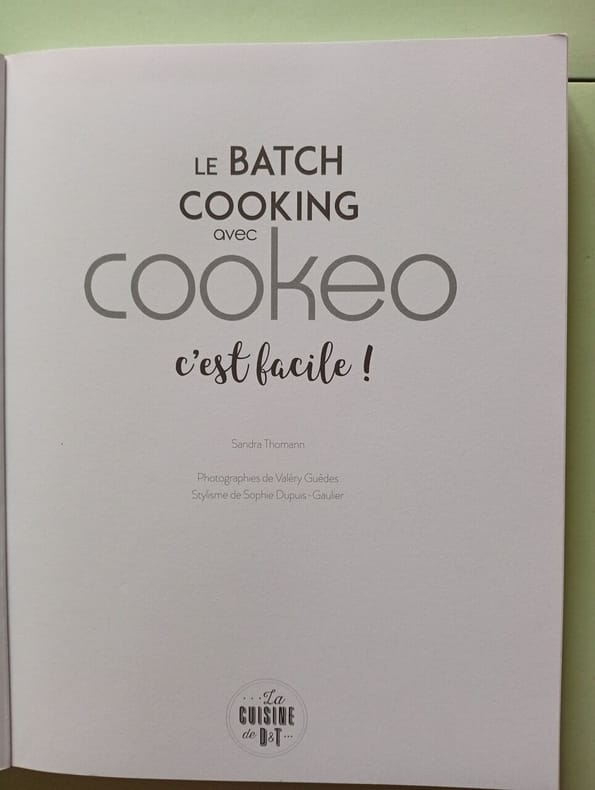 LE BATCH
COOKING
avec
cookeo
c'est facile !
Sandra Thomann
Photographies de Valéry Guèdes
Stylisme de Sophie Dupuis-Gaulier
...La
CUISINE
de D&T...